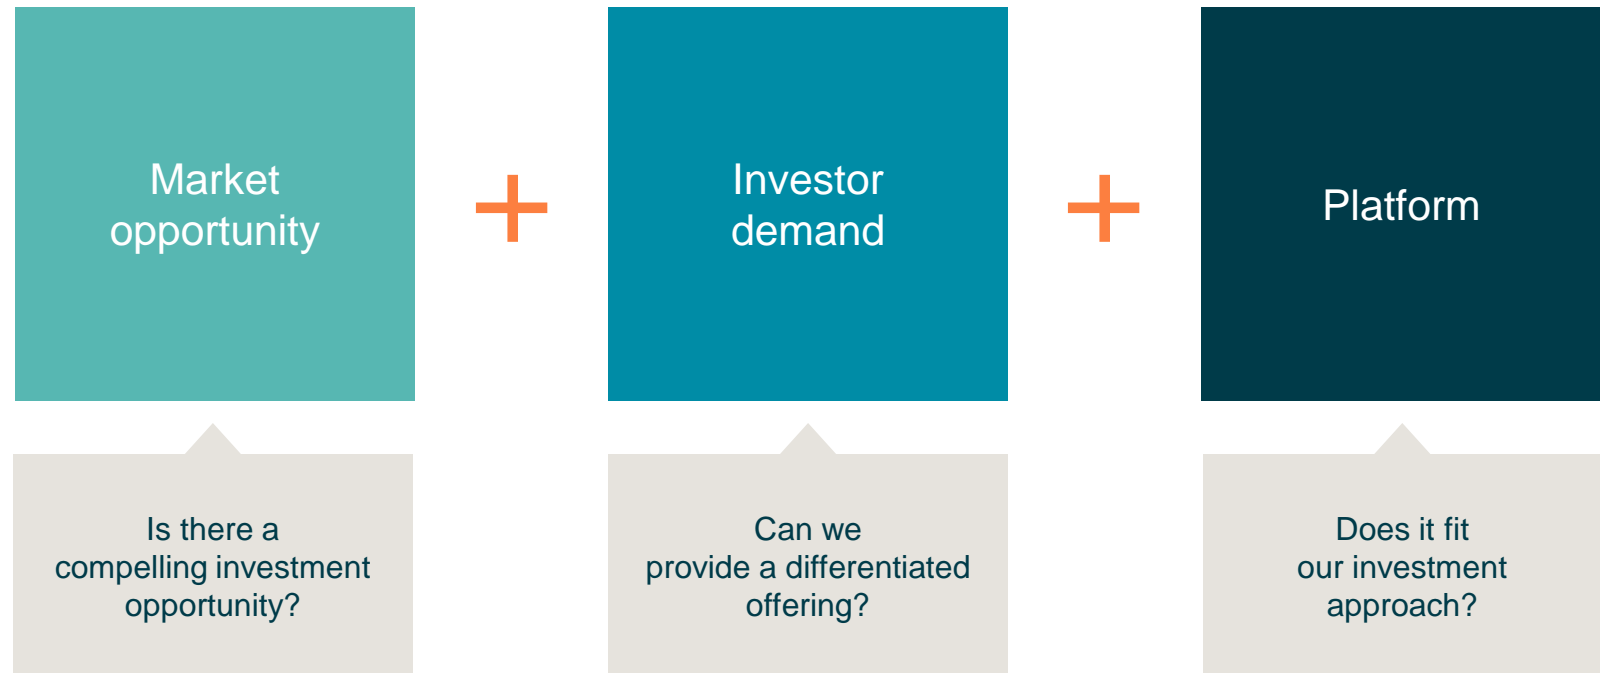 Market
opportunity
Investor
demand
Platform
Is there a
compelling investment
opportunity?
Can we
provide a differentiated
offering?
Does it fit
our investment
approach?